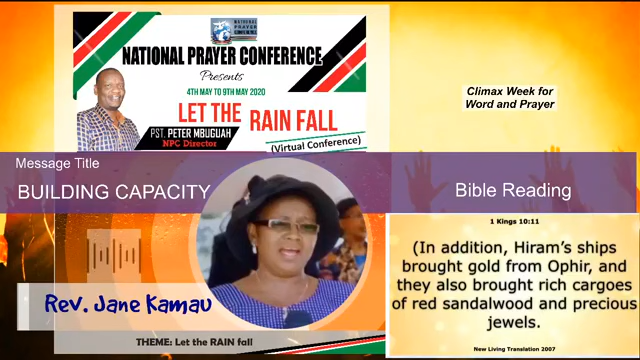 NATIONAL PRAYER CONFERENCE
NATIONAL PRAYER CONFERENCE
Presents
4TH MAY TO 9TH MAY 2020
LET THE RAIN FALL
PST. PETER MBUGUAH
NPC Director
(Virtual Conference)
Climax Week for
Word and Prayer
Message Title
BUILDING CAPACITY
Bible Reading
1 Kings 10:11
(In addition, Hiram's ships
brought gold from Ophir, and
they also brought rich cargoes
of red sandalwood and precious
jewels.
New Living Translation 2007
Rev. Jane Kamau
THEME: Let the RAIN fall